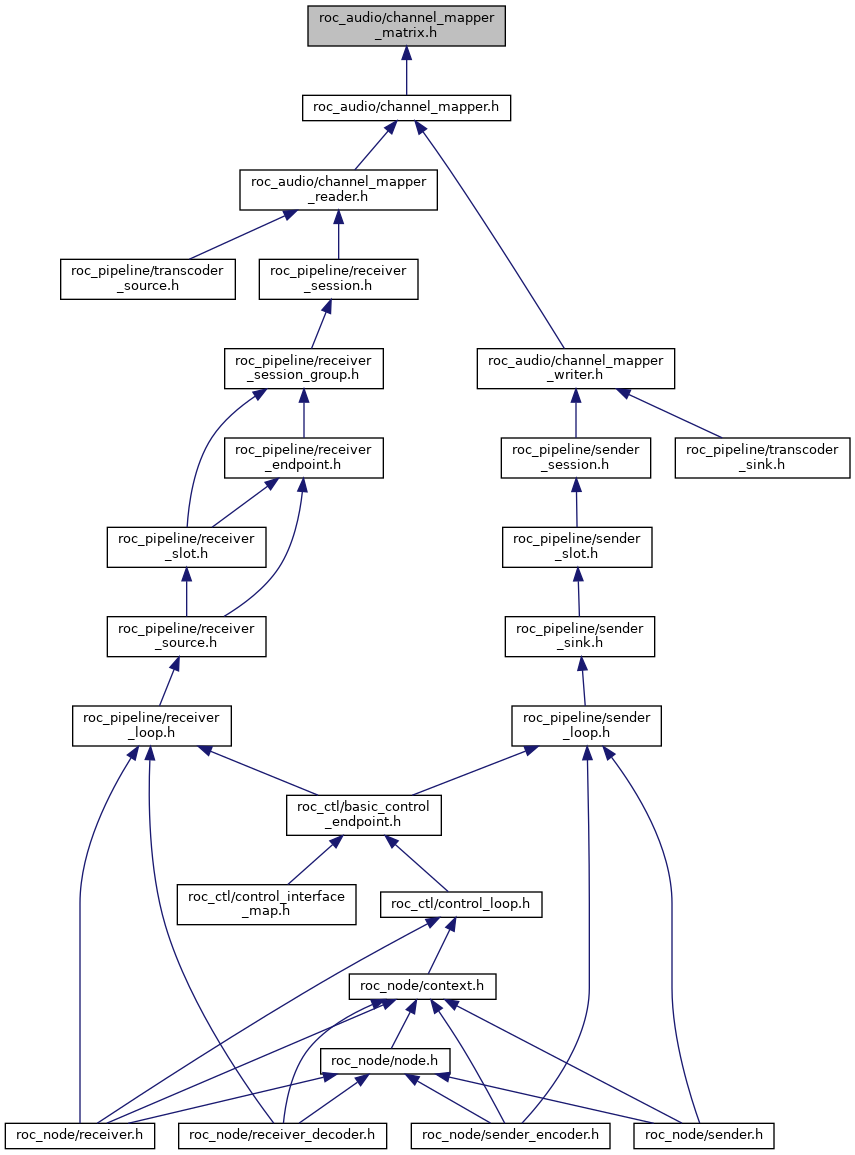 roc_audio/channel_mapper
_matrix.h
roc_audio/channel_mapper.h
roc_audio/channel_mapper
_reader.h
roc_pipeline/transcoder
_source.h
roc_pipeline/receiver
_session.h
roc_pipeline/receiver
_session_group.h
roc_audio/channel_mapper
_writer.h
roc_pipeline/receiver
_endpoint.h
roc_pipeline/sender
_session.h
roc_pipeline/transcoder
_sink.h
roc_pipeline/receiver
_slot.h
roc_pipeline/sender
_slot.h
roc_pipeline/receiver
_source.h
roc_pipeline/sender
_sink.h
roc_pipeline/receiver
_loop.h
roc_pipeline/sender
_loop.h
roc_ctl/basic_control
_endpoint.h
roc_ctl/control_interface
_map.h
roc_ctl/control_loop.h
roc_node/context.h
roc_node/node.h
roc_node/receiver.h
roc_node/receiver_decoder.h
roc_node/sender_encoder.h
roc_node/sender.h